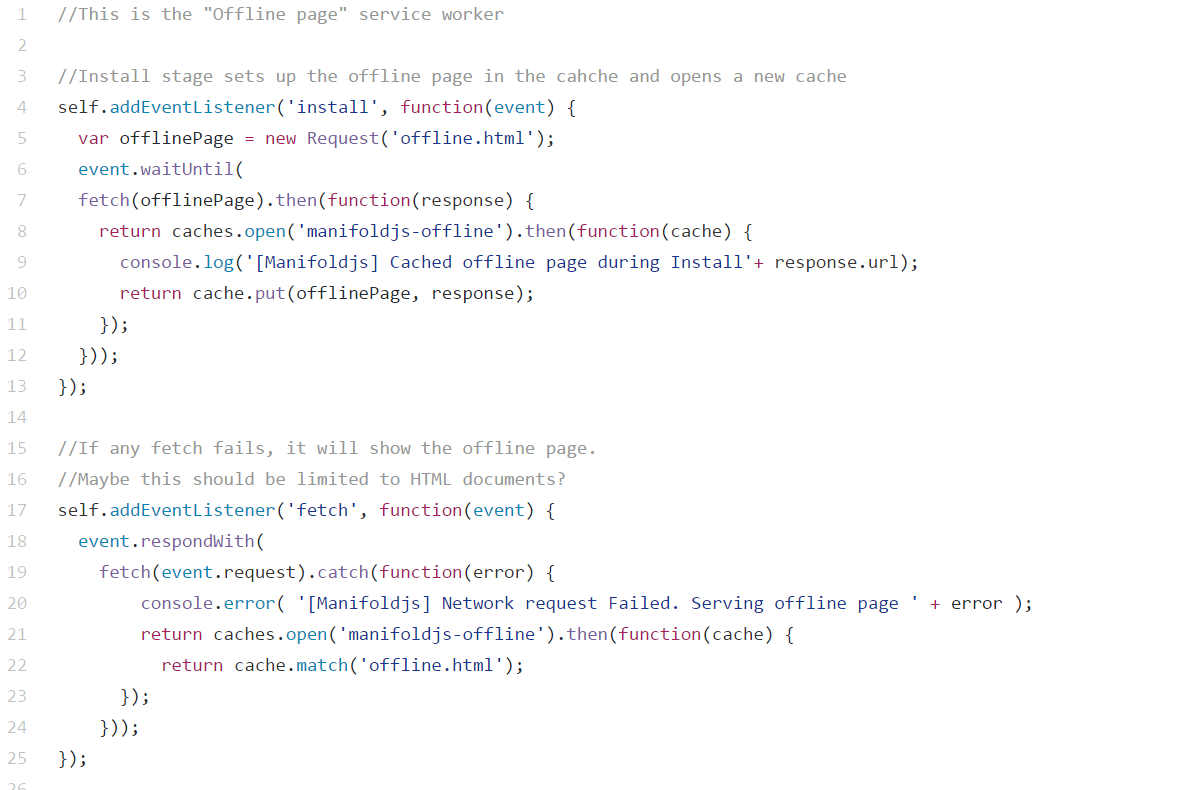 1 //This is the "Offline page" service worker
2
3 //Install stage sets up the offline page in the cahche and opens a new cache
4 self.addEventListener('install', function(event) {
5   var offlinePage = new Request('offline.html');
6   event.waitUntil(
7   fetch(offlinePage).then(function(response) {
8     return caches.open('manifoldjs-offline').then(function(cache) {
9       console.log('[Manifoldjs] Cached offline page during Install'+ response.url);
10       return cache.put(offlinePage, response);
11     });
12   }));
13 });
14
15 //If any fetch fails, it will show the offline page.
16 //Maybe this should be limited to HTML documents?
17 self.addEventListener('fetch', function(event) {
18   event.respondWith(
19     fetch(event.request).catch(function(error) {
20         console.error( '[Manifoldjs] Network request Failed. Serving offline page ' + error );
21         return caches.open('manifoldjs-offline').then(function(cache) {
22           return cache.match('offline.html');
23       });
24     }));
25 });
26